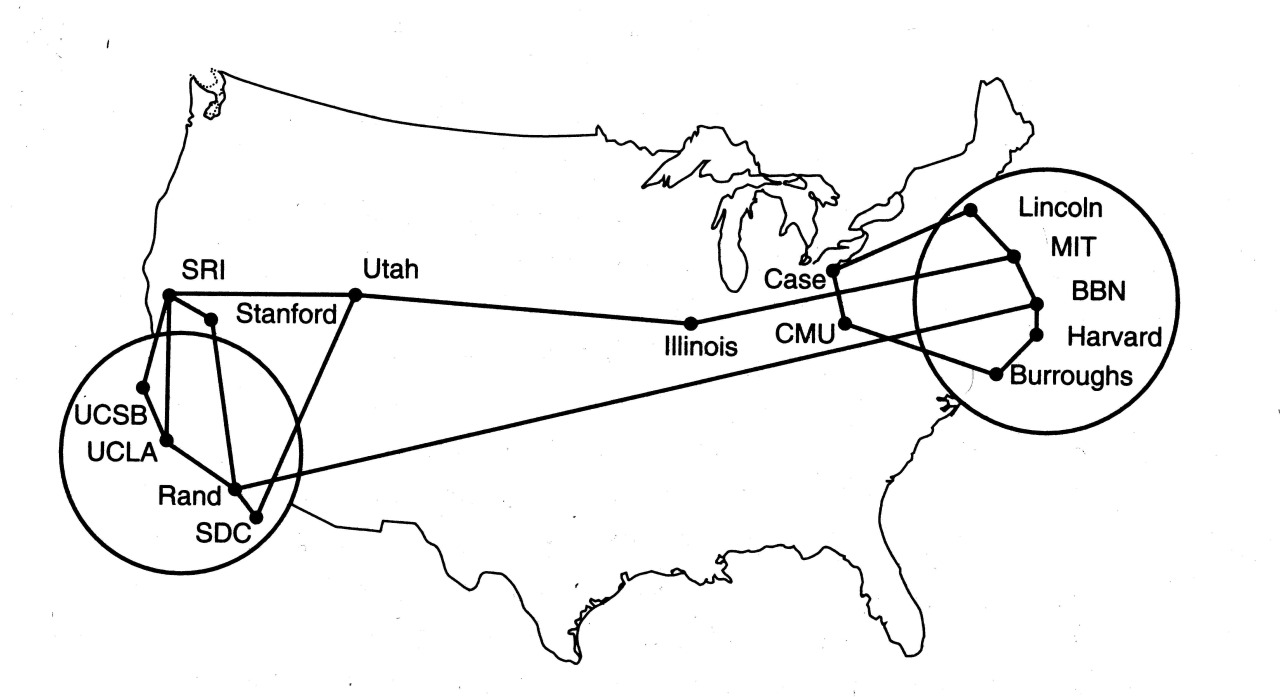 SRI
Utah
Stanford
UCSB
UCLA
Rand
SDC
Illinois
Case
CMU
Lincoln
MIT
BBN
Harvard
Burroughs